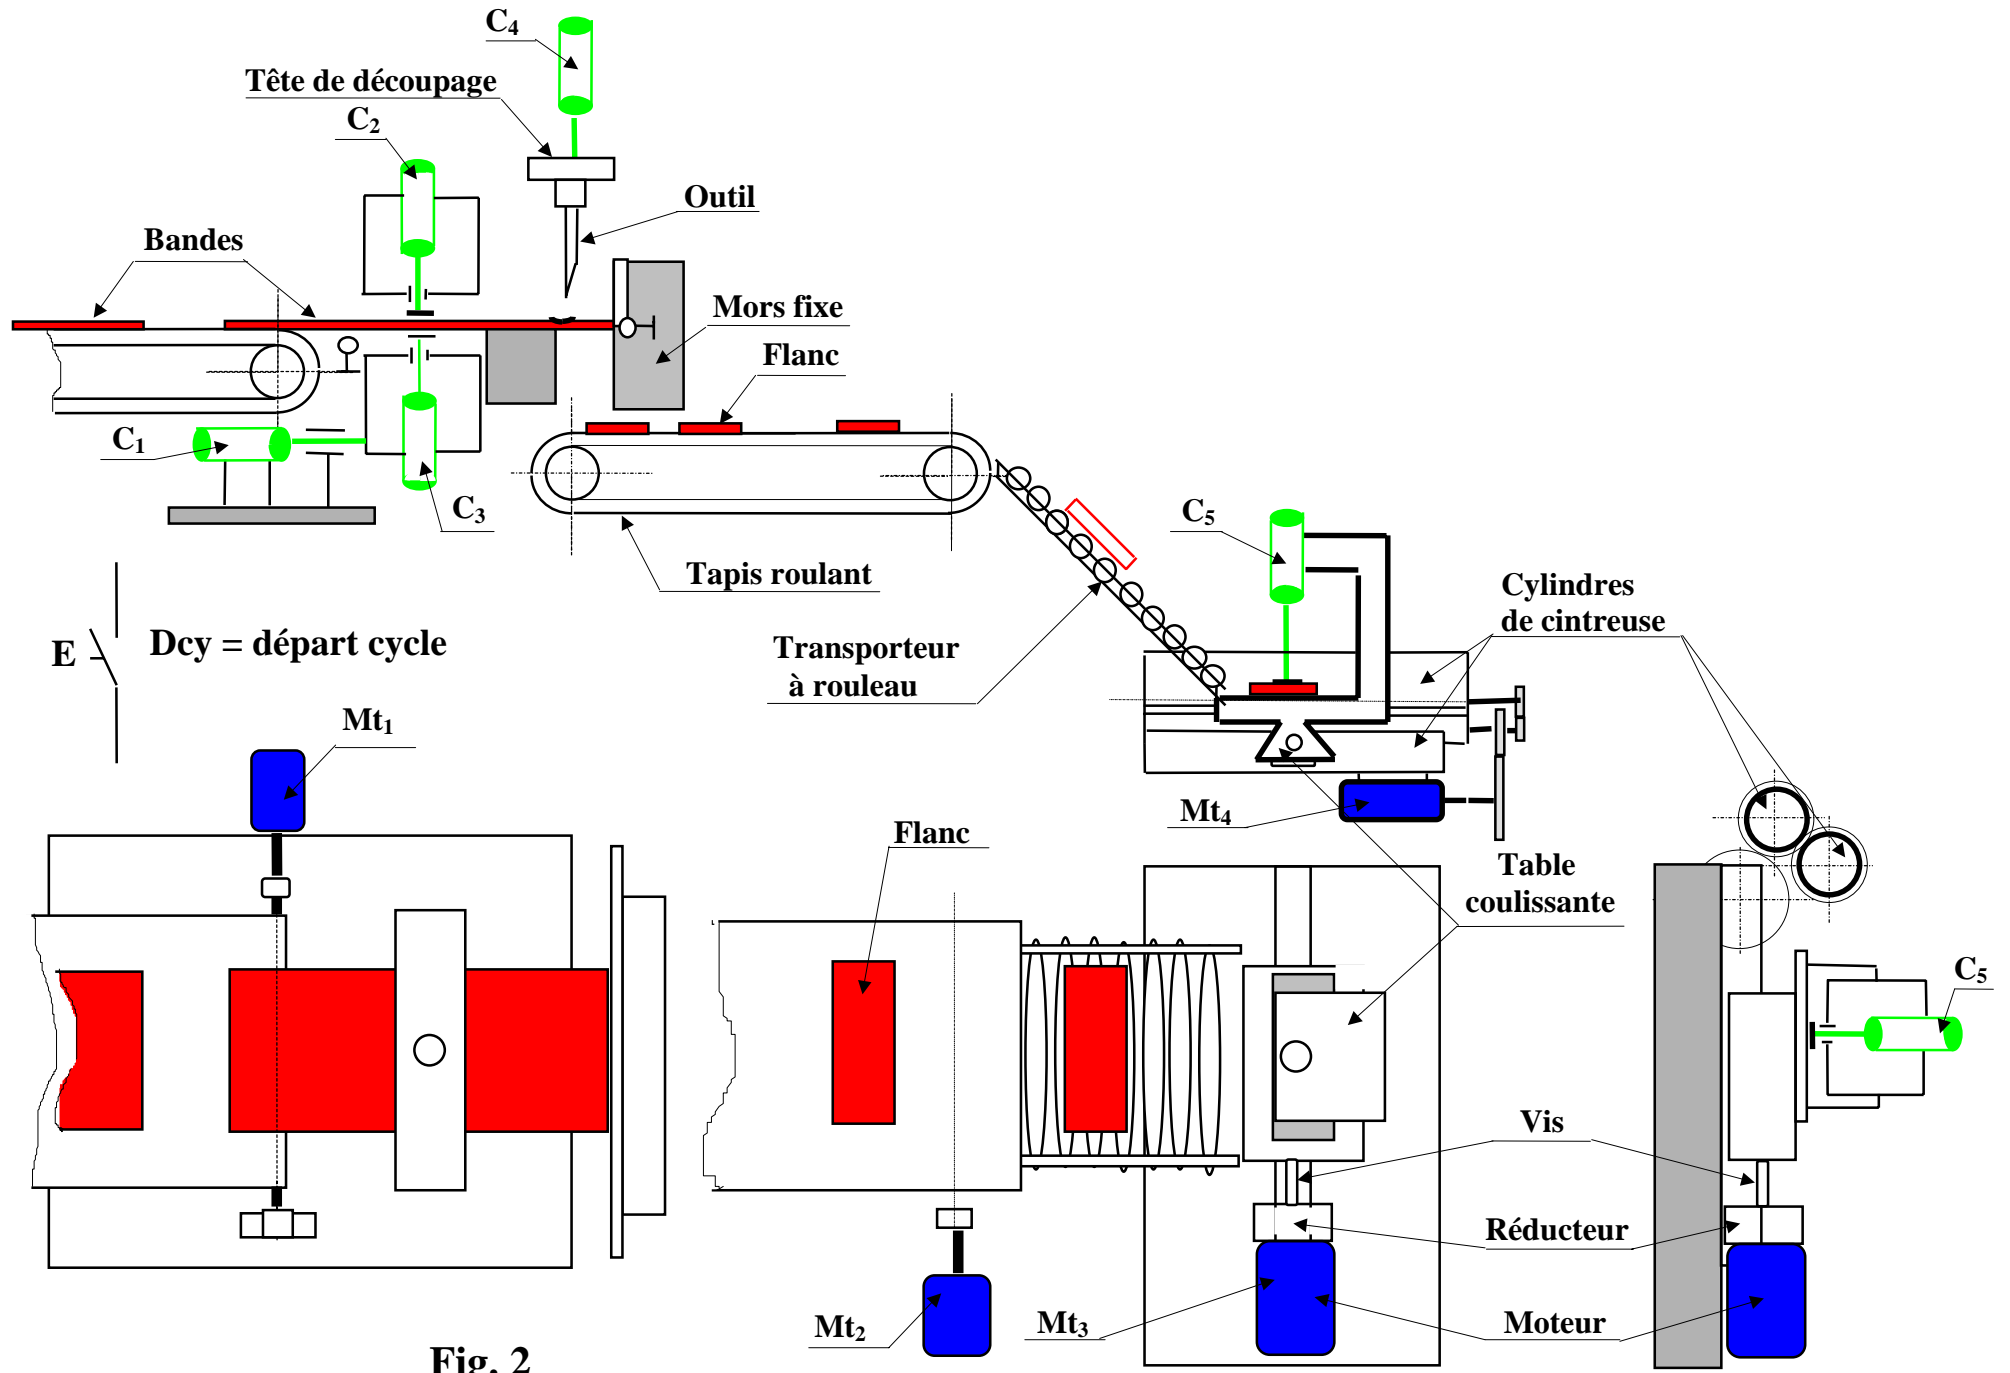 C4
Tête de découpage
C2
Outil
Bandes
Mors fixe
Flanc
C1
C3
C5
Tapis roulant
Cylindres
de cintreuse
E
Dcy = départ cycle
Transporteur
à rouleau
Mt1
Mt4
Flanc
Table
coulissante
C5
Vis
Réducteur
Mt2
Mt3
Moteur
Fig. 2